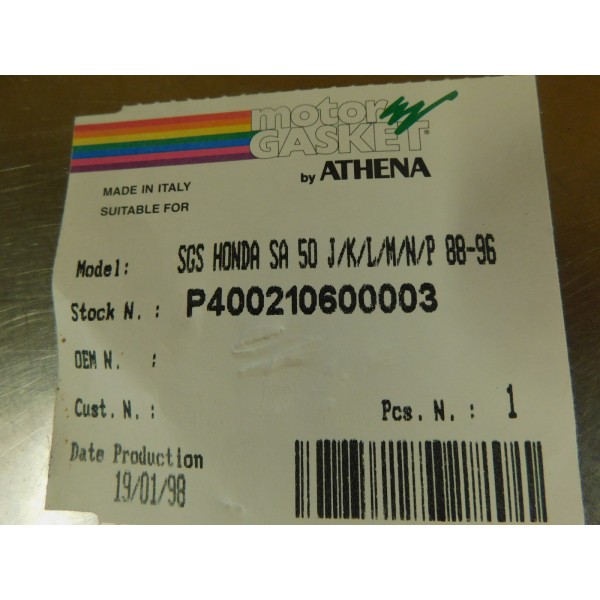 motor
GASKET®
by ATHENA
MADE IN ITALY
SUITABLE FOR
Model: SGS HONDA SA 50 J/K/L/M/N/P 88-96
Stock N. : P400210600003
OEM N. :
Cust. N. : Pcs. N. : 1
Date Production
19/01/98